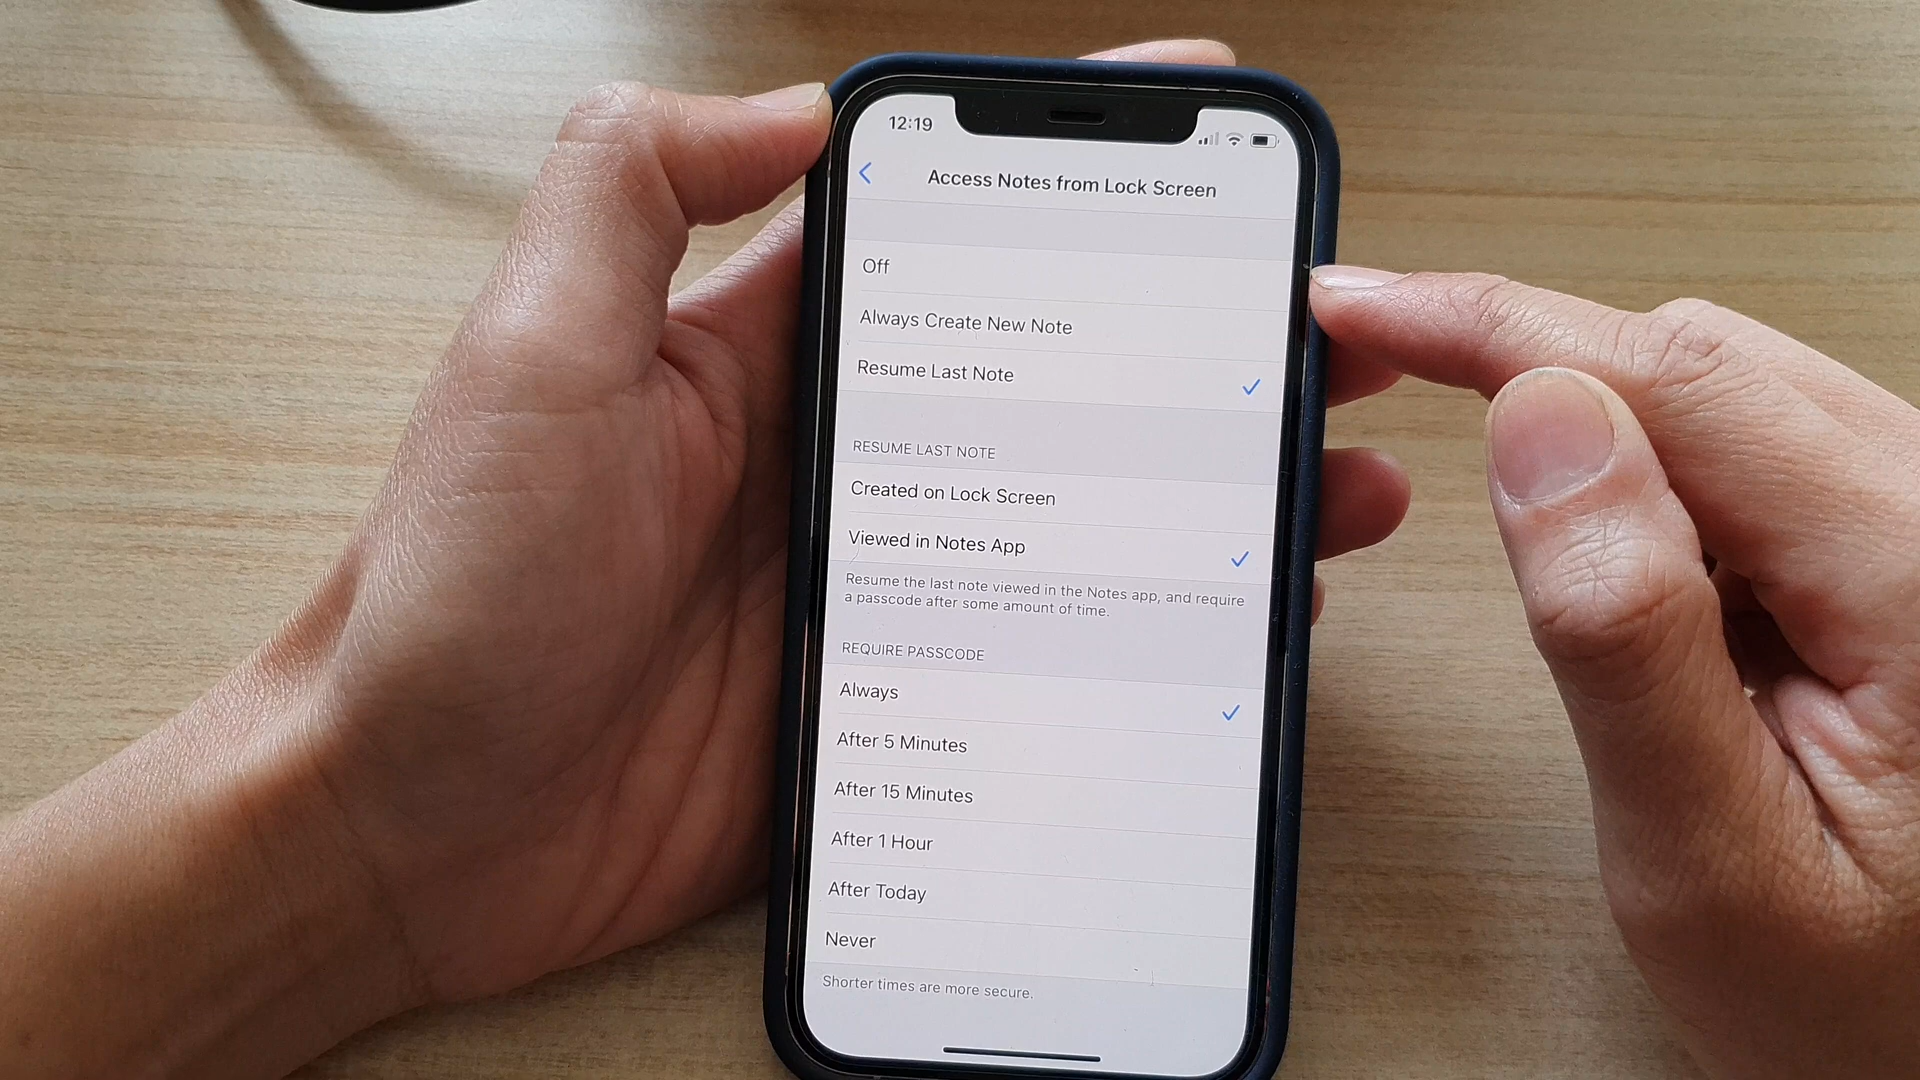 12:19
Access Notes from Lock Screen
Off
Always Create New Note
Resume Last Note
RESUME LAST NOTE
Created on Lock Screen
Viewed in Notes App
Resume the last note viewed in the Notes app, and require
a passcode after some amount of time.
REQUIRE PASSCODE
Always
After 5 Minutes
After 15 Minutes
After 1 Hour
After Today
Never
Shorter times are more secure.